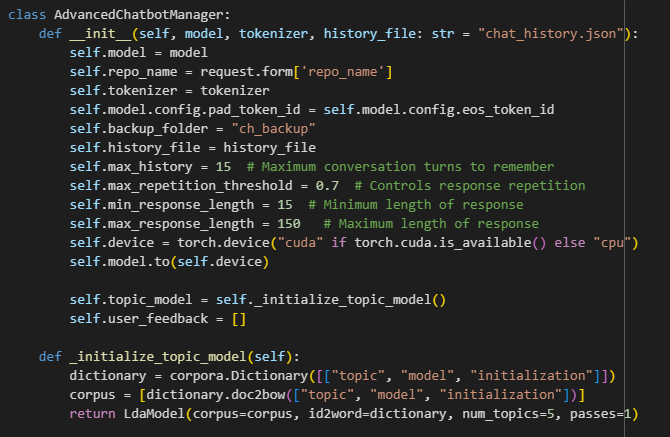 class AdvancedChatbotManager:
    def __init__(self, model, tokenizer, history_file: str = "chat_history.json"):
        self.model = model
        self.repo_name = request.form['repo_name']
        self.tokenizer = tokenizer
        self.model.config.pad_token_id = self.model.config.eos_token_id
        self.backup_folder = "ch_backup"
        self.history_file = history_file
        self.max_history = 15  # Maximum conversation turns to remember
        self.max_repetition_threshold = 0.7  # Controls response repetition
        self.min_response_length = 15  # Minimum length of response
        self.max_response_length = 150   # Maximum length of response
        self.device = torch.device("cuda" if torch.cuda.is_available() else "cpu")
        self.model.to(self.device)

        self.topic_model = self._initialize_topic_model()
        self.user_feedback = []

    def _initialize_topic_model(self):
        dictionary = corpora.Dictionary([["topic", "model", "initialization"]])
        corpus = [dictionary.doc2bow(["topic", "model", "initialization"])]
        return LdaModel(corpus=corpus, id2word=dictionary, num_topics=5, passes=1)